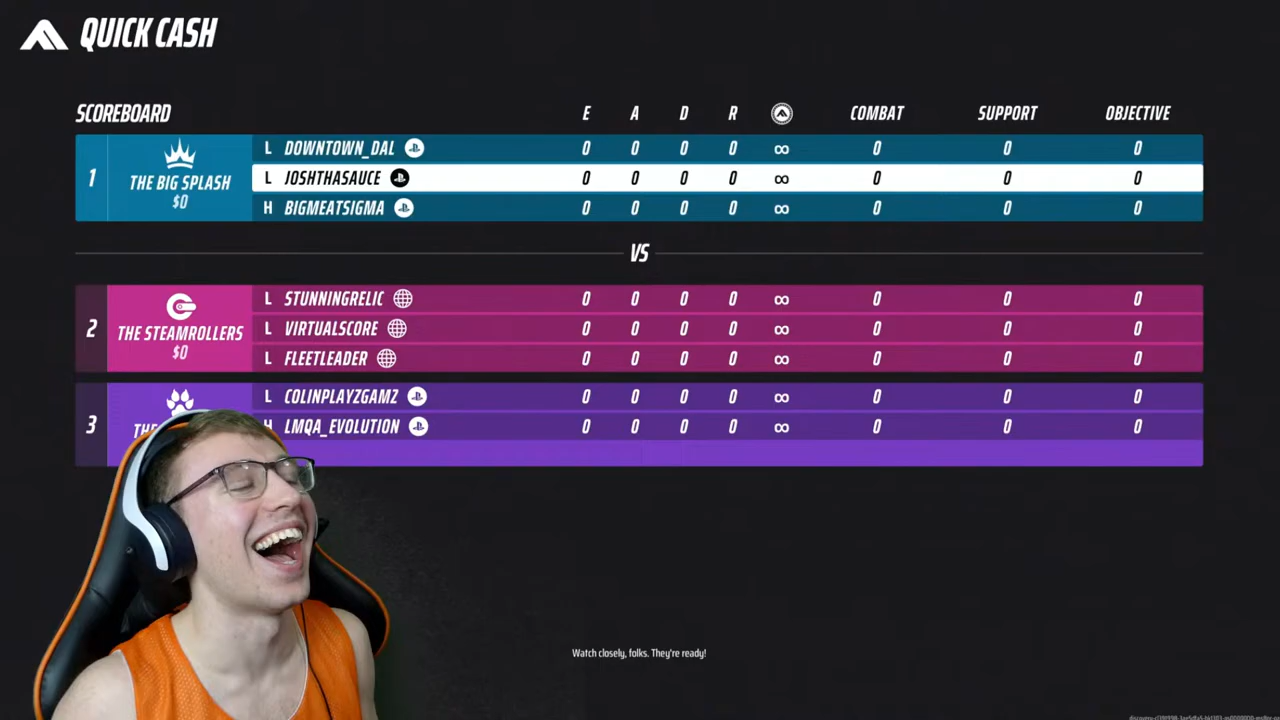 QUICK CASH
SCOREBOARD E A D R COMBAT SUPPORT OBJECTIVE
1 THE BIG SPLASH $0
L DOWNTOWN_DAL 0 0 0 0 ∞ 0 0 0
L JOSHTHASAUCE 0 0 0 0 ∞ 0 0 0
H BIGMEATSIGMA 0 0 0 0 ∞ 0 0 0
VS
2 THE STEAMROLLERS $0
L STUNNINGRELIC 0 0 0 0 ∞ 0 0 0
L VIRTUALSCORE 0 0 0 0 ∞ 0 0 0
L FLEETLEADER 0 0 0 0 ∞ 0 0 0
3
L COLINPLAYZGAMZ 0 0 0 0 ∞ 0 0 0
H LMQA_EVOLUTION 0 0 0 0 ∞ 0 0 0
Watch closely, folks. They're ready!